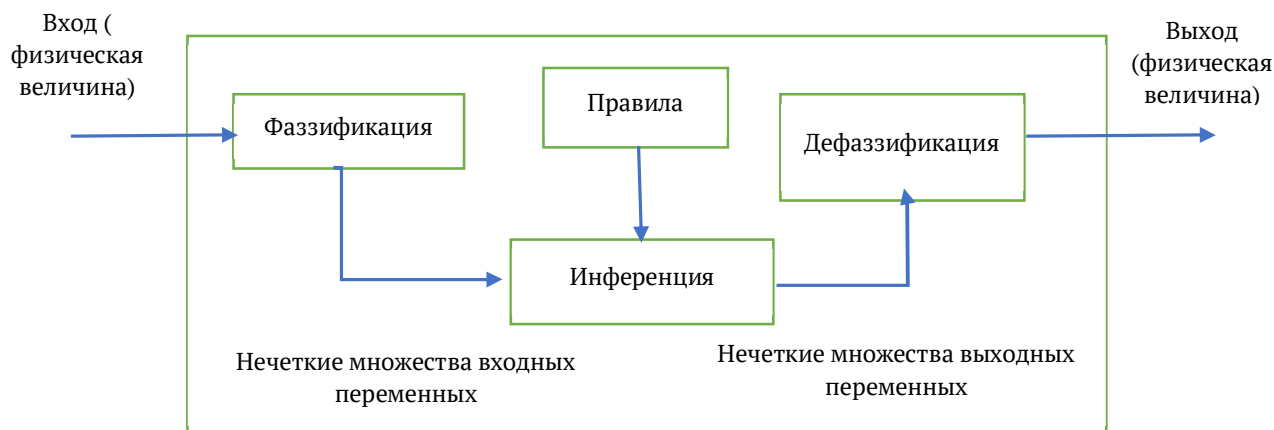 Вход (
физическая
величина)
Выход
(физическая
величина)
Фаззификация
Правила
Дефаззификация
Инференция
Нечеткие множества входных
переменных
Нечеткие множества выходных
переменных